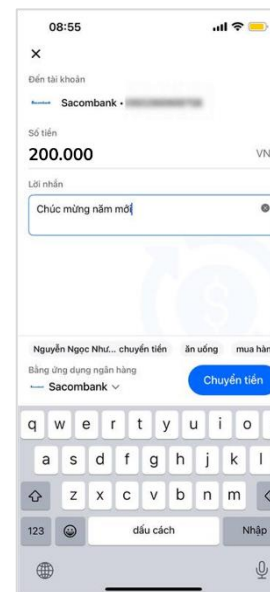 08:55
Đến tài khoản
Sacombank •
Số tiền
200.000 VN
Lời nhắn
Chúc mừng năm mới
Nguyễn Ngọc Như... chuyển tiền ăn uống mua hàn
Bằng ứng dụng ngân hàng
Sacombank
Chuyển tiền
q w e r t y u i o
a s d f g h j k l
z x c v b n m
123 dấu cách Nhập